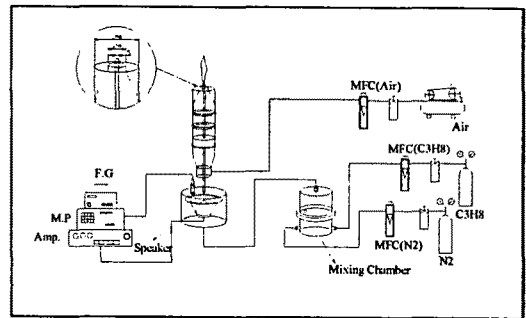 MFC(Air)
Air
MFC(C3H8)
C3H8
MFC(N2)
N2
F.G
M.P
Amp.
Speaker
Mixing Chamber